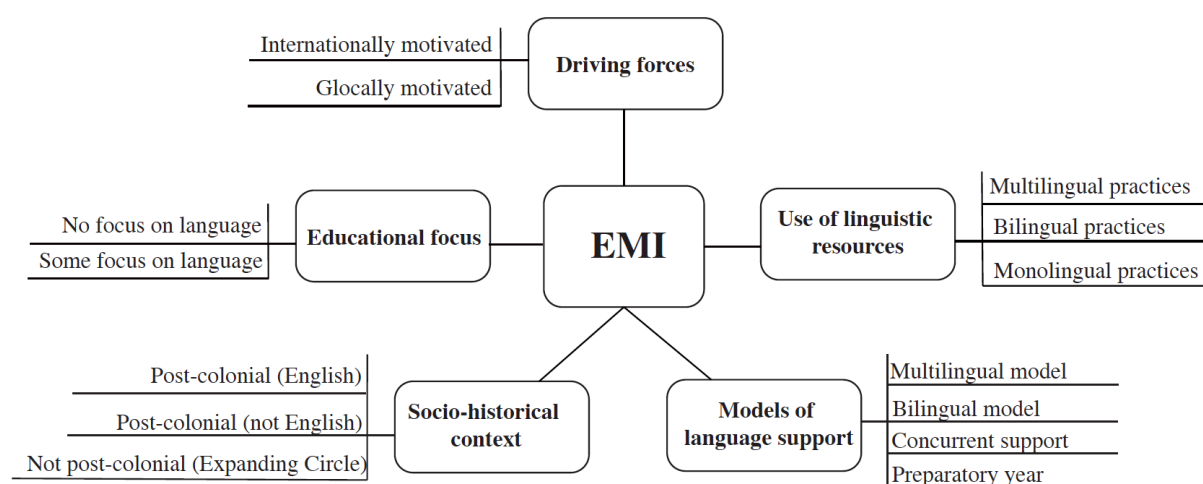 Internationally motivated
Glocally motivated
Driving forces
No focus on language
Some focus on language
Educational focus
EMI
Use of linguistic
resources
Multilingual practices
Bilingual practices
Monolingual practices
Post-colonial (English)
Post-colonial (not English)
Not post-colonial (Expanding Circle)
Socio-historical
context
Models of
language support
Multilingual model
Bilingual model
Concurrent support
Preparatory year